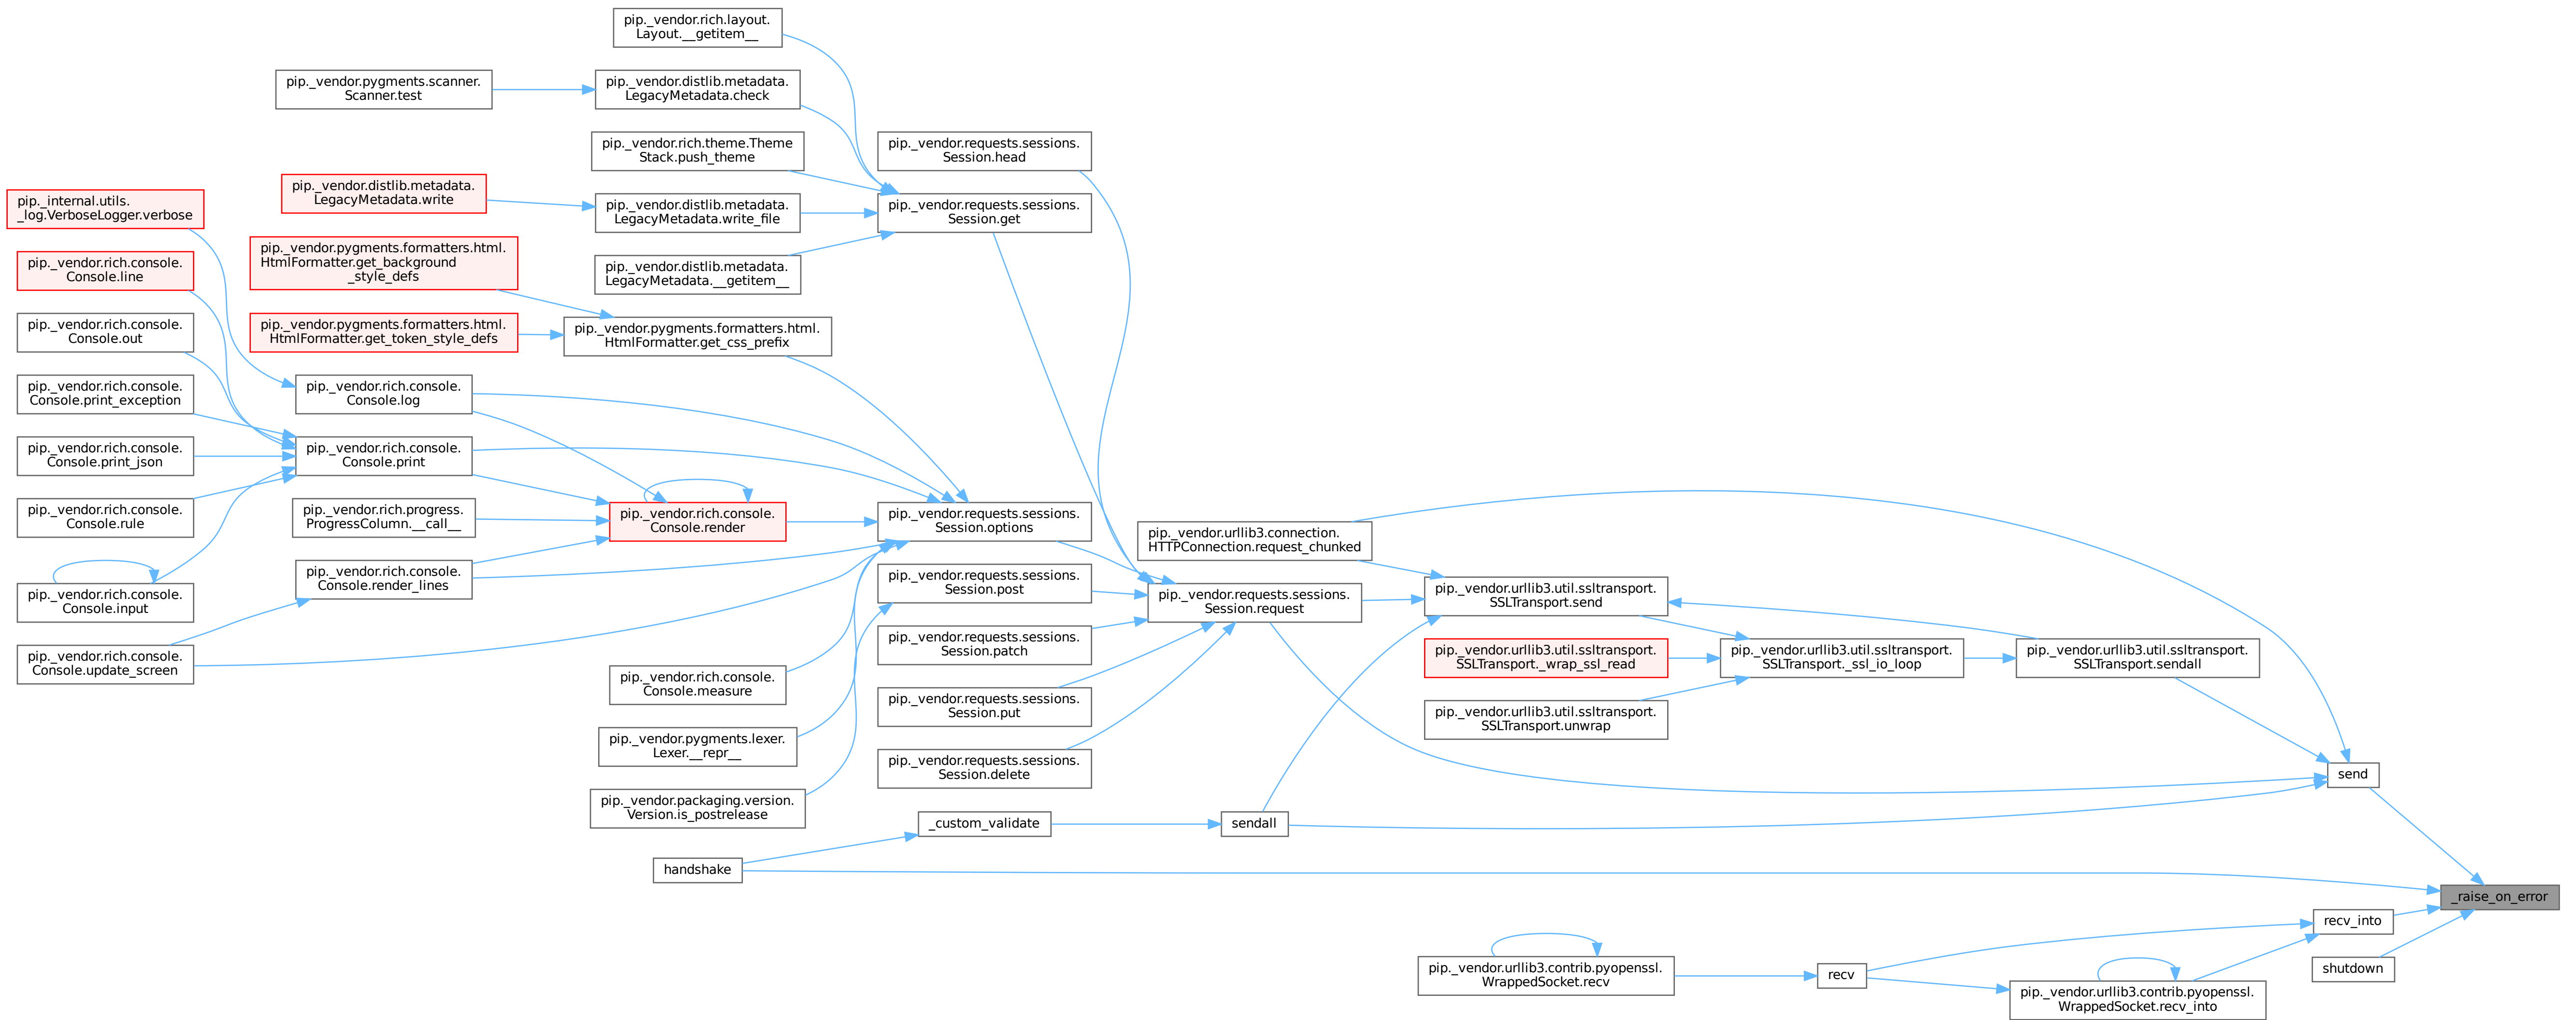 pip._vendor.rich.layout.
Layout.__getitem__
pip._vendor.pygments.scanner.
Scanner.test
pip._vendor.distlib.metadata.
LegacyMetadata.check
pip._vendor.rich.theme.Theme
Stack.push_theme
pip._vendor.requests.sessions.
Session.head
pip._internal.utils.
_log.VerboseLogger.verbose
pip._vendor.distlib.metadata.
LegacyMetadata.write
pip._vendor.distlib.metadata.
LegacyMetadata.write_file
pip._vendor.requests.sessions.
Session.get
pip._vendor.rich.console.
Console.line
pip._vendor.pygments.formatters.html.
HtmlFormatter.get_background
_style_defs
pip._vendor.distlib.metadata.
LegacyMetadata.__getitem__
pip._vendor.rich.console.
Console.out
pip._vendor.pygments.formatters.html.
HtmlFormatter.get_token_style_defs
pip._vendor.pygments.formatters.html.
HtmlFormatter.get_css_prefix
pip._vendor.rich.console.
Console.print_exception
pip._vendor.rich.console.
Console.log
pip._vendor.rich.console.
Console.print_json
pip._vendor.rich.console.
Console.print
pip._vendor.rich.console.
Console.rule
pip._vendor.rich.progress.
ProgressColumn.__call__
pip._vendor.rich.console.
Console.render
pip._vendor.requests.sessions.
Session.options
pip._vendor.urllib3.connection.
HTTPConnection.request_chunked
pip._vendor.rich.console.
Console.input
pip._vendor.rich.console.
Console.render_lines
pip._vendor.requests.sessions.
Session.post
pip._vendor.requests.sessions.
Session.request
pip._vendor.urllib3.util.ssltransport.
SSLTransport.send
pip._vendor.rich.console.
Console.update_screen
pip._vendor.requests.sessions.
Session.patch
pip._vendor.urllib3.util.ssltransport.
SSLTransport._wrap_ssl_read
pip._vendor.urllib3.util.ssltransport.
SSLTransport._ssl_io_loop
pip._vendor.urllib3.util.ssltransport.
SSLTransport.sendall
pip._vendor.rich.console.
Console.measure
pip._vendor.requests.sessions.
Session.put
pip._vendor.urllib3.util.ssltransport.
SSLTransport.unwrap
pip._vendor.pygments.lexer.
Lexer.__repr__
pip._vendor.requests.sessions.
Session.delete
send
pip._vendor.packaging.version.
Version.is_postrelease
_custom_validate
sendall
handshake
_raise_on_error
recv_into
pip._vendor.urllib3.contrib.pyopenssl.
WrappedSocket.recv
recv
shutdown
pip._vendor.urllib3.contrib.pyopenssl.
WrappedSocket.recv_into